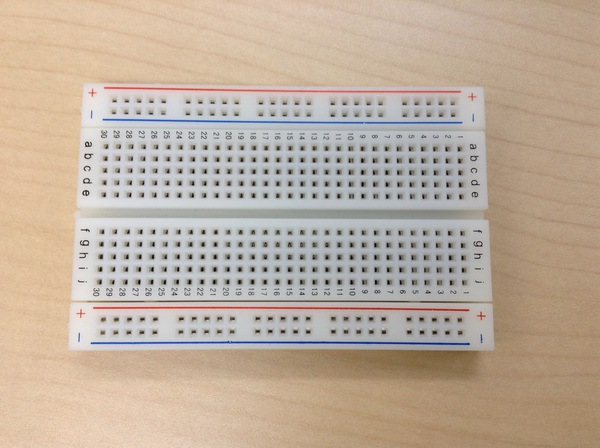 + +
- -
30 29 28 27 26 25 24 23 22 21 20 19 18 17 16 15 14 13 12 11 10 9 8 7 6 5 4 3 2 1
a a
b b
c c
d d
e e
f f
g g
h h
i i
j j
30 29 28 27 26 25 24 23 22 21 20 19 18 17 16 15 14 13 12 11 10 9 8 7 6 5 4 3 2 1
+ +
- -